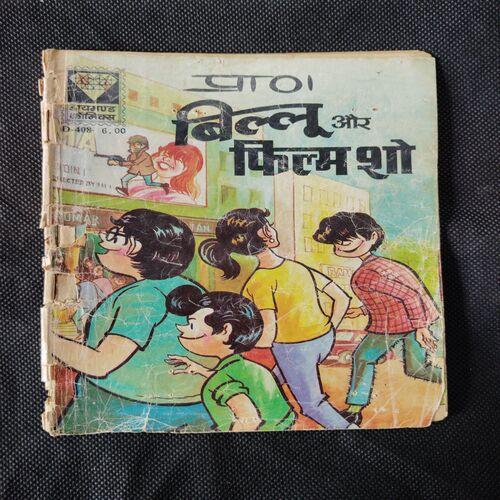 डायमण्ड
कॉमिक्स
D-408 6.00
प्राण
बिल्लू और
फिल्म शो